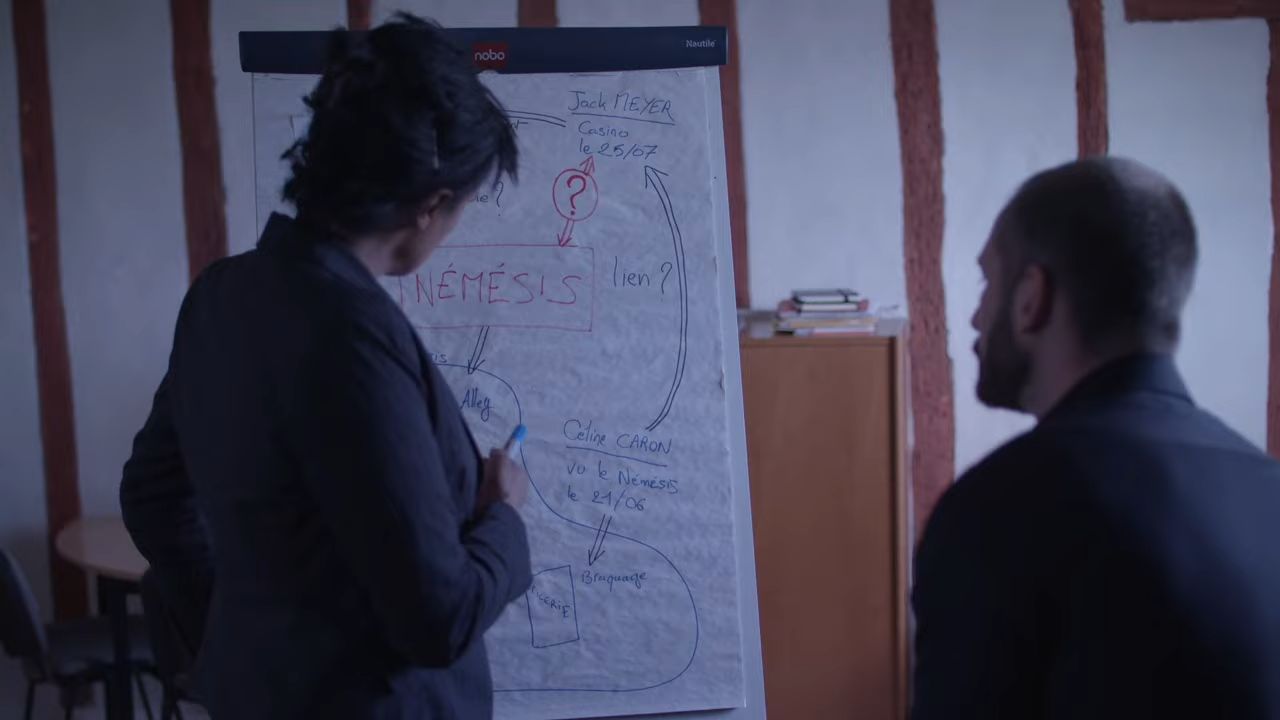 nobo
Nautile
Jack MEYER
Casino
le 25/07
?
NÉMÉSIS
lien ?
Alleg
Céline CARON
vu le Némésis
le 21/06
Braquage